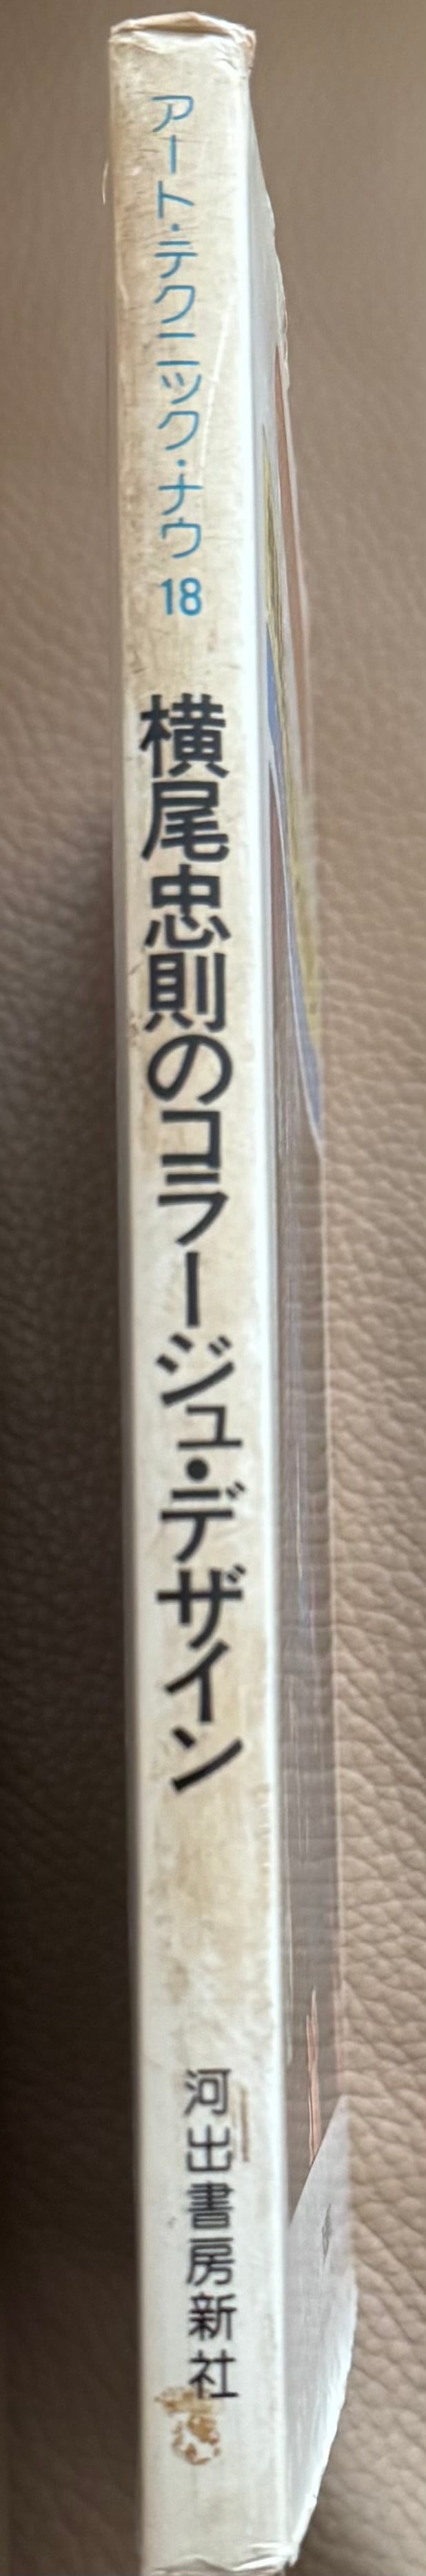 アート・テクニック・ナウ 18
横尾忠則のコラージュ・デザイン
河出書房新社